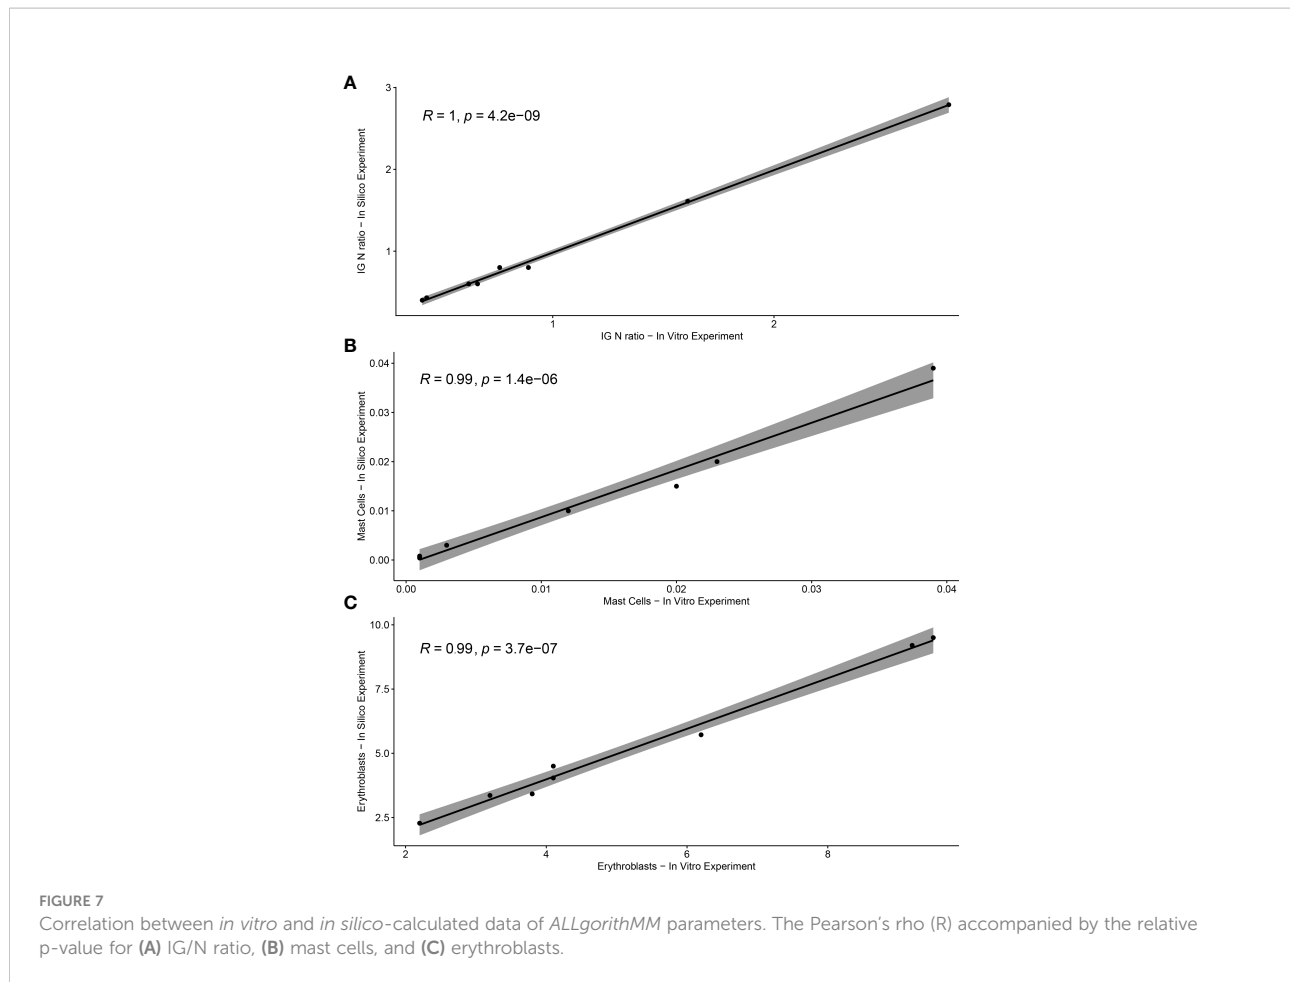 A
R = 1, p = 4.2e−09
3
2
1
IG N ratio − In Silico Experiment
1
2
IG N ratio − In Vitro Experiment
B
R = 0.99, p = 1.4e−06
0.04
0.03
0.02
0.01
0.00
Mast Cells − In Silico Experiment
0.00
0.01
0.02
0.03
0.04
Mast Cells − In Vitro Experiment
C
R = 0.99, p = 3.7e−07
10.0
7.5
5.0
2.5
Erythroblasts − In Silico Experiment
2
4
6
8
Erythroblasts − In Vitro Experiment
FIGURE 7
Correlation between in vitro and in silico-calculated data of ALLgorithMM parameters. The Pearson’s rho (R) accompanied by the relative
p-value for (A) IG/N ratio, (B) mast cells, and (C) erythroblasts.